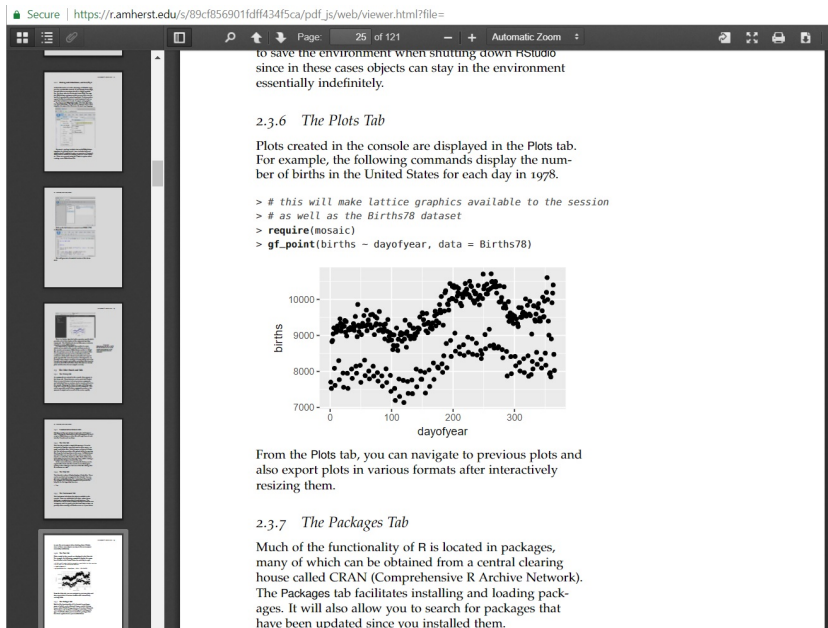 Secure https://r.amherst.edu/s/89cf856901fdff434f5ca/pdf_js/web/viewer.html?file=
Page: 25 of 121 Automatic Zoom
to save the environment when shutting down RStudio
since in these cases objects can stay in the environment
essentially indefinitely.
2.3.6 The Plots Tab
Plots created in the console are displayed in the Plots tab.
For example, the following commands display the num-
ber of births in the United States for each day in 1978.
> # this will make lattice graphics available to the session
> # as well as the Births78 dataset
> require(mosaic)
> gf_point(births ~ dayofyear, data = Births78)
10000
9000
8000
7000
births
0 100 200 300
dayofyear
From the Plots tab, you can navigate to previous plots and
also export plots in various formats after interactively
resizing them.
2.3.7 The Packages Tab
Much of the functionality of R is located in packages,
many of which can be obtained from a central clearing
house called CRAN (Comprehensive R Archive Network).
The Packages tab facilitates installing and loading pack-
ages. It will also allow you to search for packages that
have been updated since you installed them.